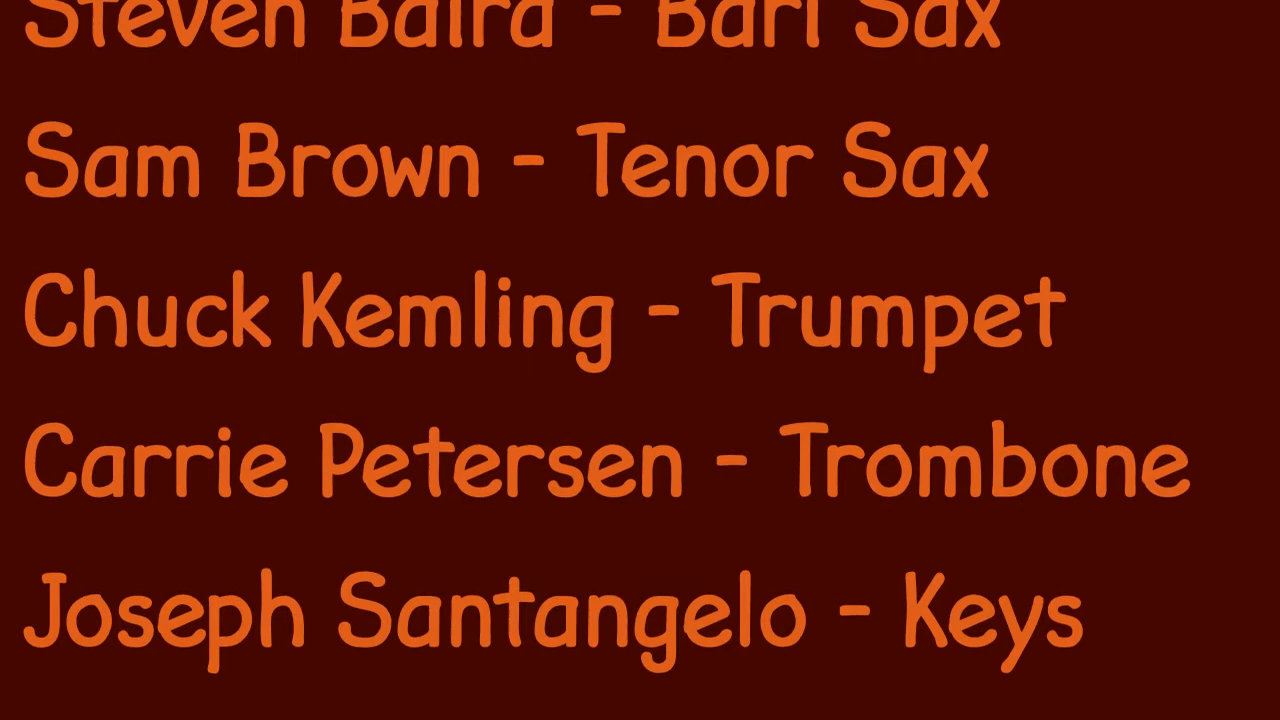 Steven Baird - Bari Sax
Sam Brown - Tenor Sax
Chuck Kemling - Trumpet
Carrie Petersen - Trombone
Joseph Santangelo - Keys